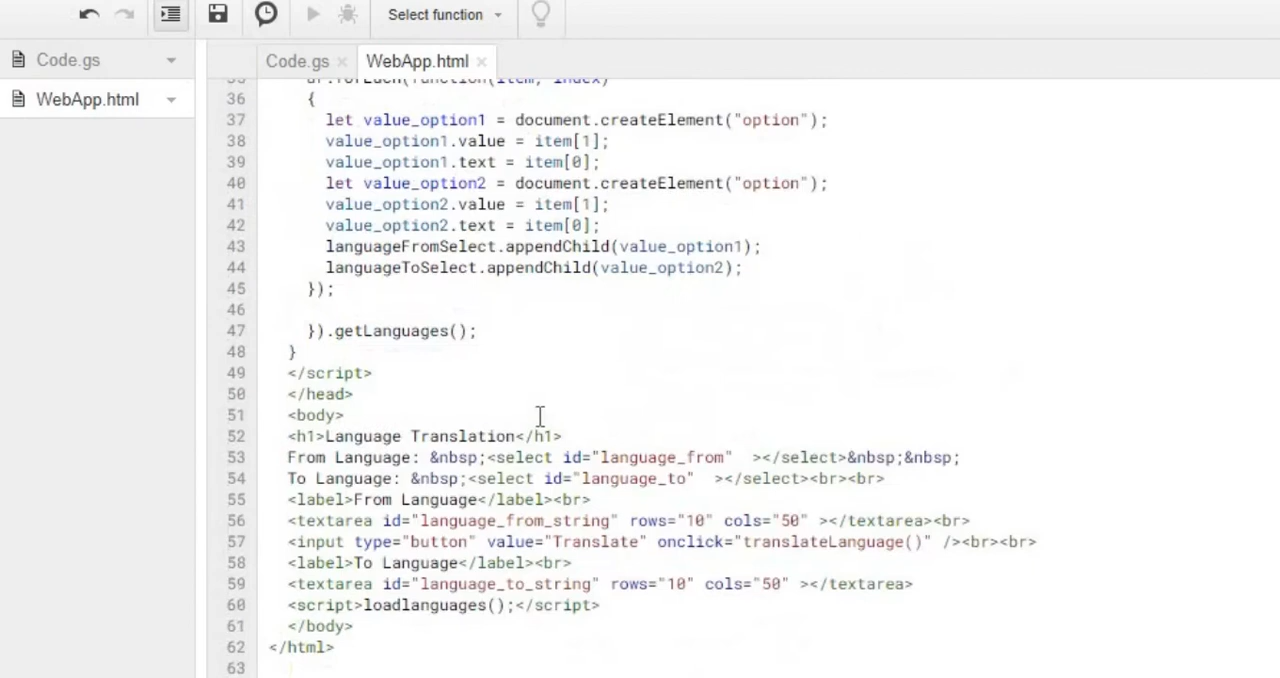 Select function
Code.gs
Code.gs
WebApp.html
WebApp.html
35 ar.forEach(function(item, index)
36 {
37 let value_option1 = document.createElement("option");
38 value_option1.value = item[1];
39 value_option1.text = item[0];
40 let value_option2 = document.createElement("option");
41 value_option2.value = item[1];
42 value_option2.text = item[0];
43 languageFromSelect.appendChild(value_option1);
44 languageToSelect.appendChild(value_option2);
45 });
46
47 }).getLanguages();
48 }
49 </script>
50 </head>
51 <body>
52 <h1>Language Translation</h1>
53 From Language: &nbsp;<select id="language_from" ></select>&nbsp;&nbsp;
54 To Language: &nbsp;<select id="language_to" ></select><br><br>
55 <label>From Language</label><br>
56 <textarea id="language_from_string" rows="10" cols="50" ></textarea><br>
57 <input type="button" value="Translate" onclick="translateLanguage()" /><br><br>
58 <label>To Language</label><br>
59 <textarea id="language_to_string" rows="10" cols="50" ></textarea>
60 <script>loadlanguages();</script>
61 </body>
62 </html>
63